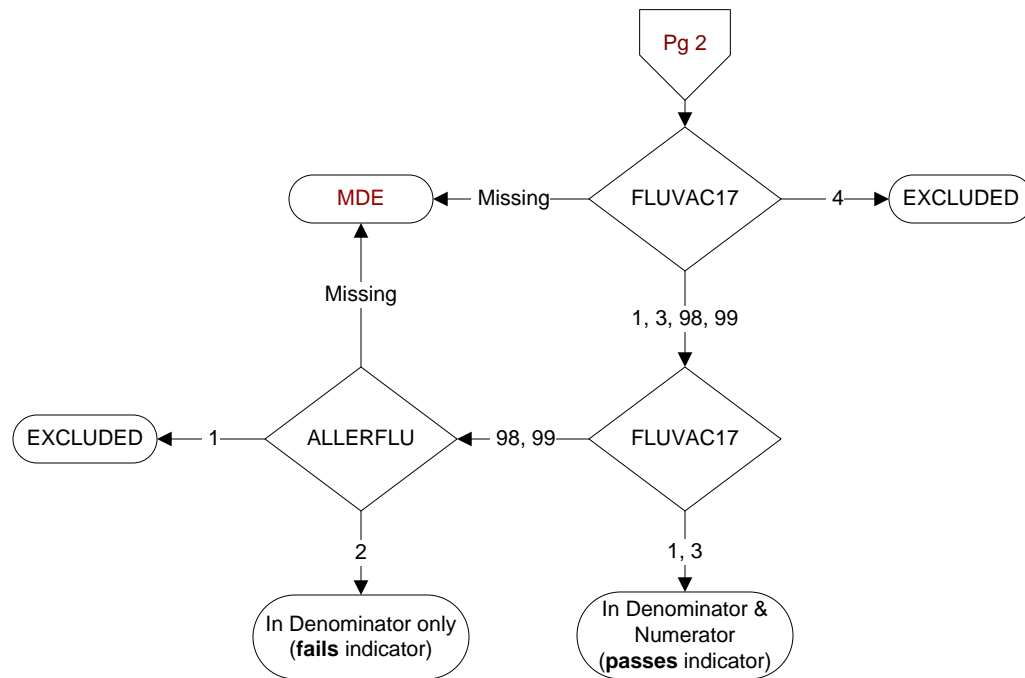 Pg 2
MDE
Missing
FLUVAC17
4
EXCLUDED
Missing
1, 3, 98, 99
EXCLUDED
1
ALLERFLU
98, 99
FLUVAC17
2
1, 3
In Denominator only
(fails indicator)
In Denominator &
Numerator
(passes indicator)